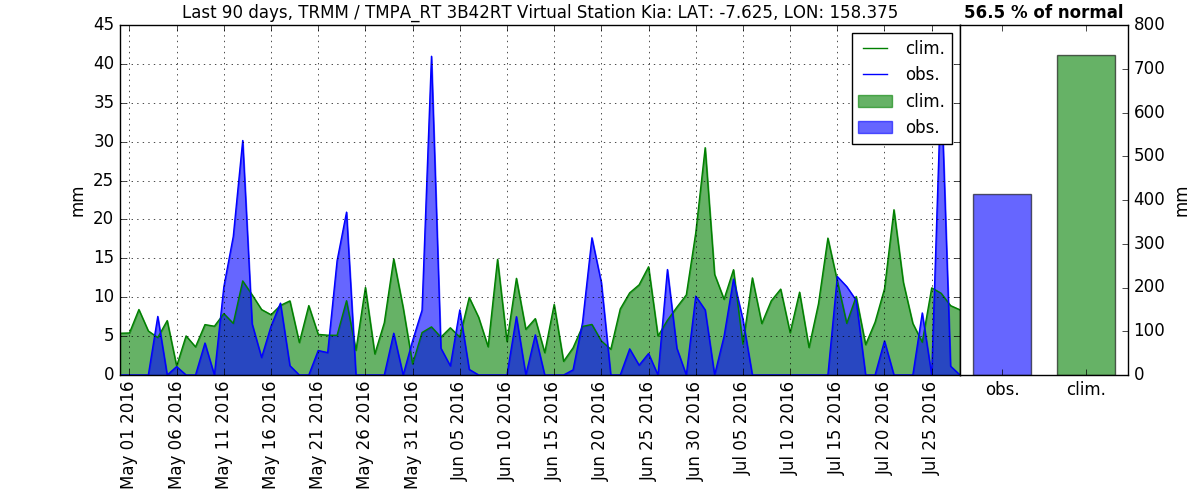 Last 90 days, TRMM / TMPA_RT 3B42RT Virtual Station Kia: LAT: -7.625, LON: 158.375
56.5 % of normal
45
40
35
30
25
20
15
10
5
0
mm
clim.
obs.
clim.
obs.
May 01 2016
May 06 2016
May 11 2016
May 16 2016
May 21 2016
May 26 2016
May 31 2016
Jun 05 2016
Jun 10 2016
Jun 15 2016
Jun 20 2016
Jun 25 2016
Jun 30 2016
Jul 05 2016
Jul 10 2016
Jul 15 2016
Jul 20 2016
Jul 25 2016
800
700
600
500
400
300
200
100
0
mm
obs.
clim.